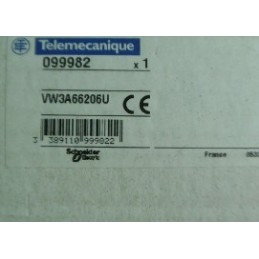 Telemecanique
099982 x 1
VW3A66206U CE
3 389110 999822
Schneider
Electric
France